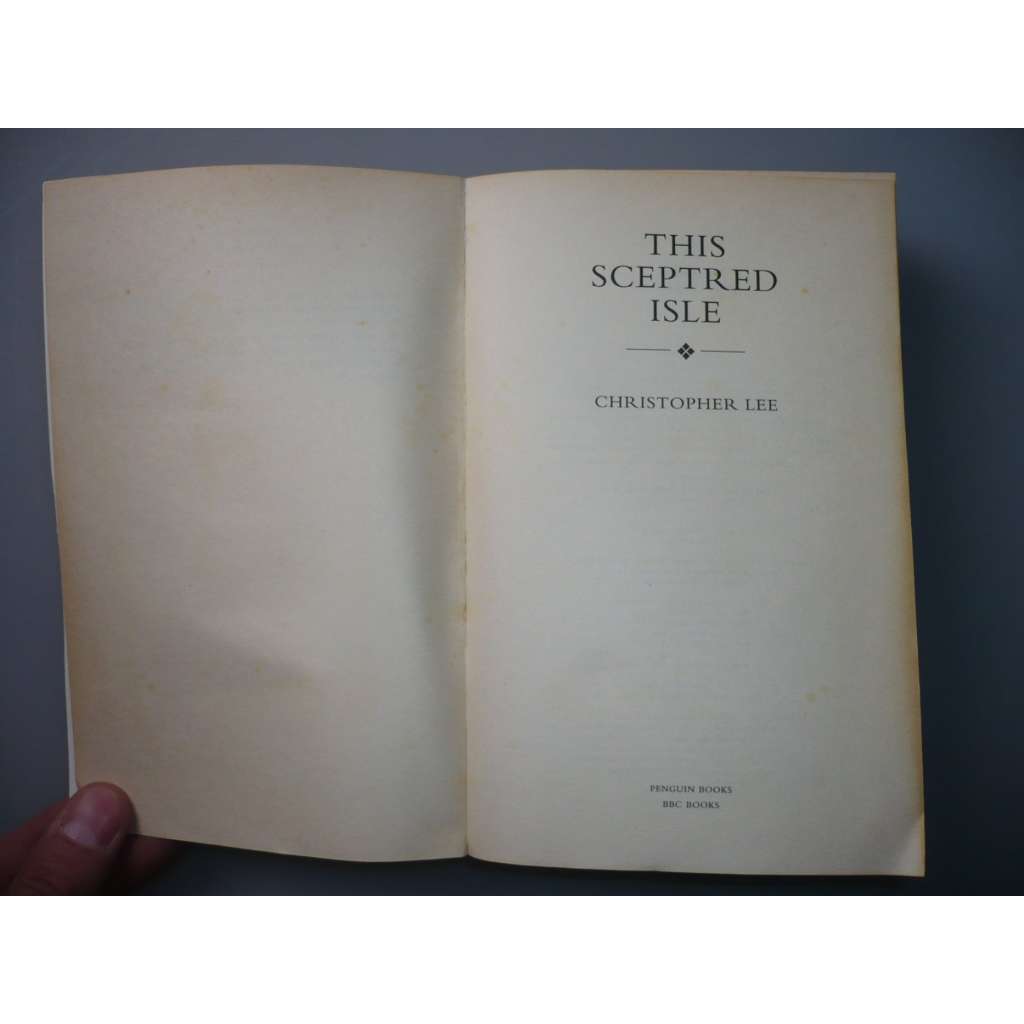 THIS
SCEPTRED
ISLE
CHRISTOPHER LEE
PENGUIN BOOKS
BBC BOOKS